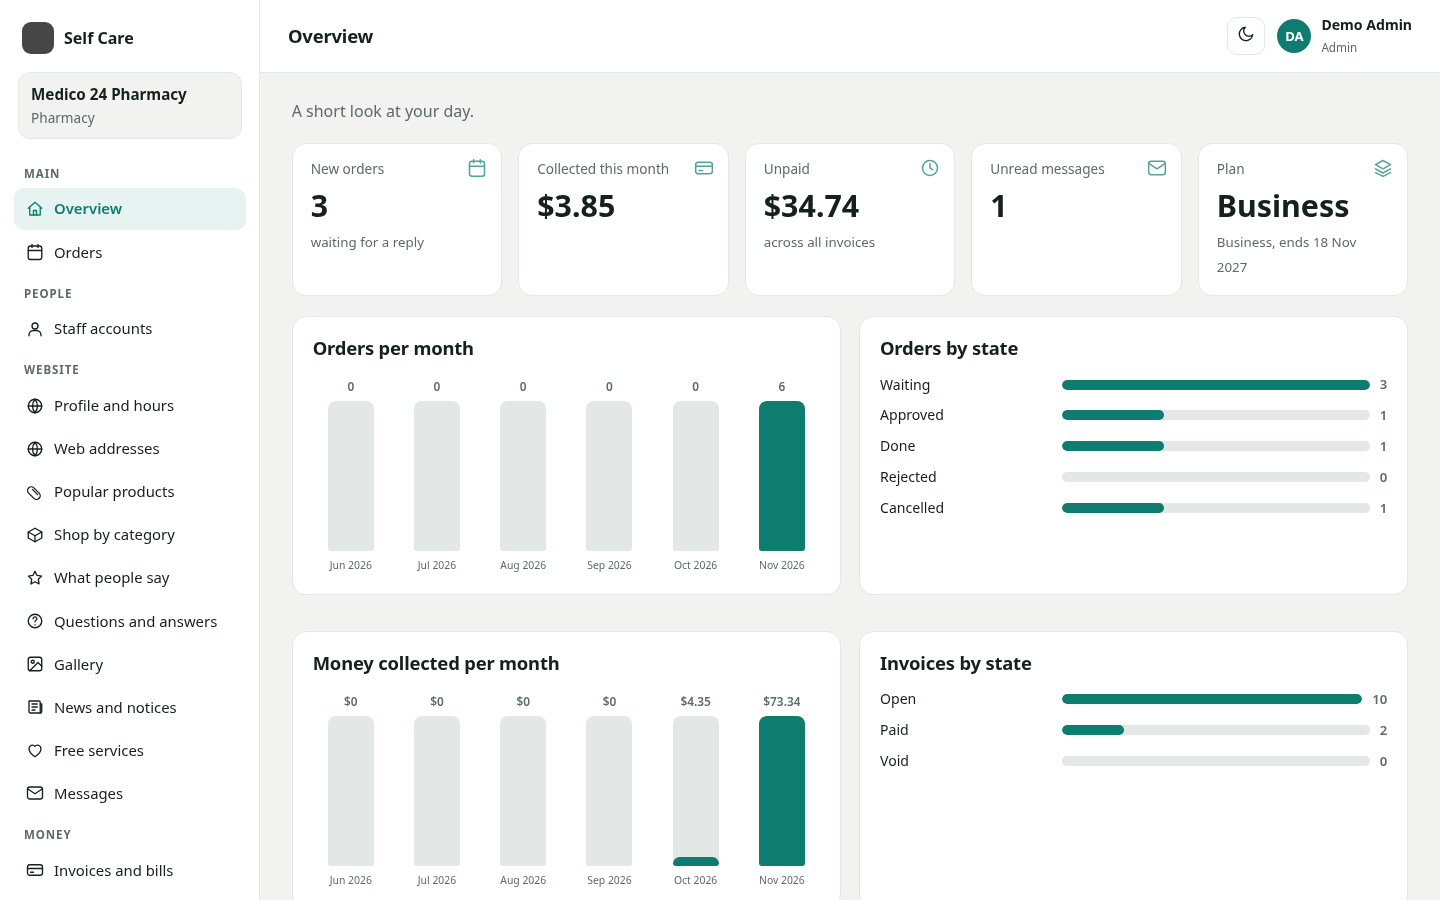 Self Care
Medico 24 Pharmacy
Pharmacy
MAIN
Overview
Orders
PEOPLE
Staff accounts
WEBSITE
Profile and hours
Web addresses
Popular products
Shop by category
What people say
Questions and answers
Gallery
News and notices
Free services
Messages
MONEY
Invoices and bills
Overview
DA
Demo Admin
Admin
A short look at your day.
New orders
3
waiting for a reply
Collected this month
$3.85
Unpaid
$34.74
across all invoices
Unread messages
1
Plan
Business
Business, ends 18 Nov
2027
Orders per month
0 0 0 0 0 6
Jun 2026 Jul 2026 Aug 2026 Sep 2026 Oct 2026 Nov 2026
Orders by state
Waiting 3
Approved 1
Done 1
Rejected 0
Cancelled 1
Money collected per month
$0 $0 $0 $0 $4.35 $73.34
Jun 2026 Jul 2026 Aug 2026 Sep 2026 Oct 2026 Nov 2026
Invoices by state
Open 10
Paid 2
Void 0